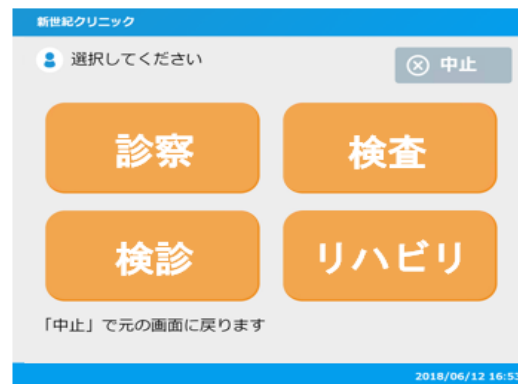 新世紀クリニック
選択してください
中止
診察
検査
検診
リハビリ
「中止」で元の画面に戻ります
2018/06/12 16:53